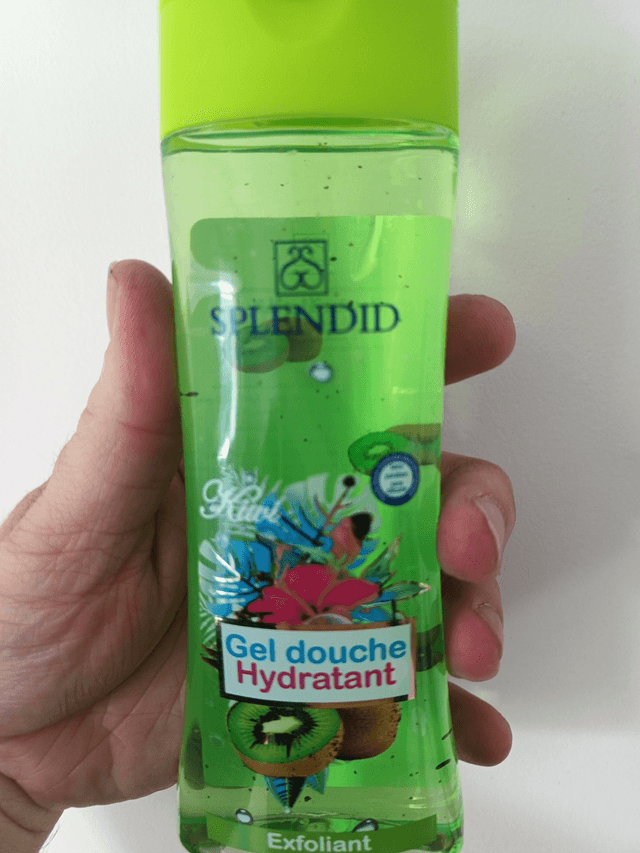 SPLENDID
Kiwi
Gel douche
Hydratant
Exfoliant